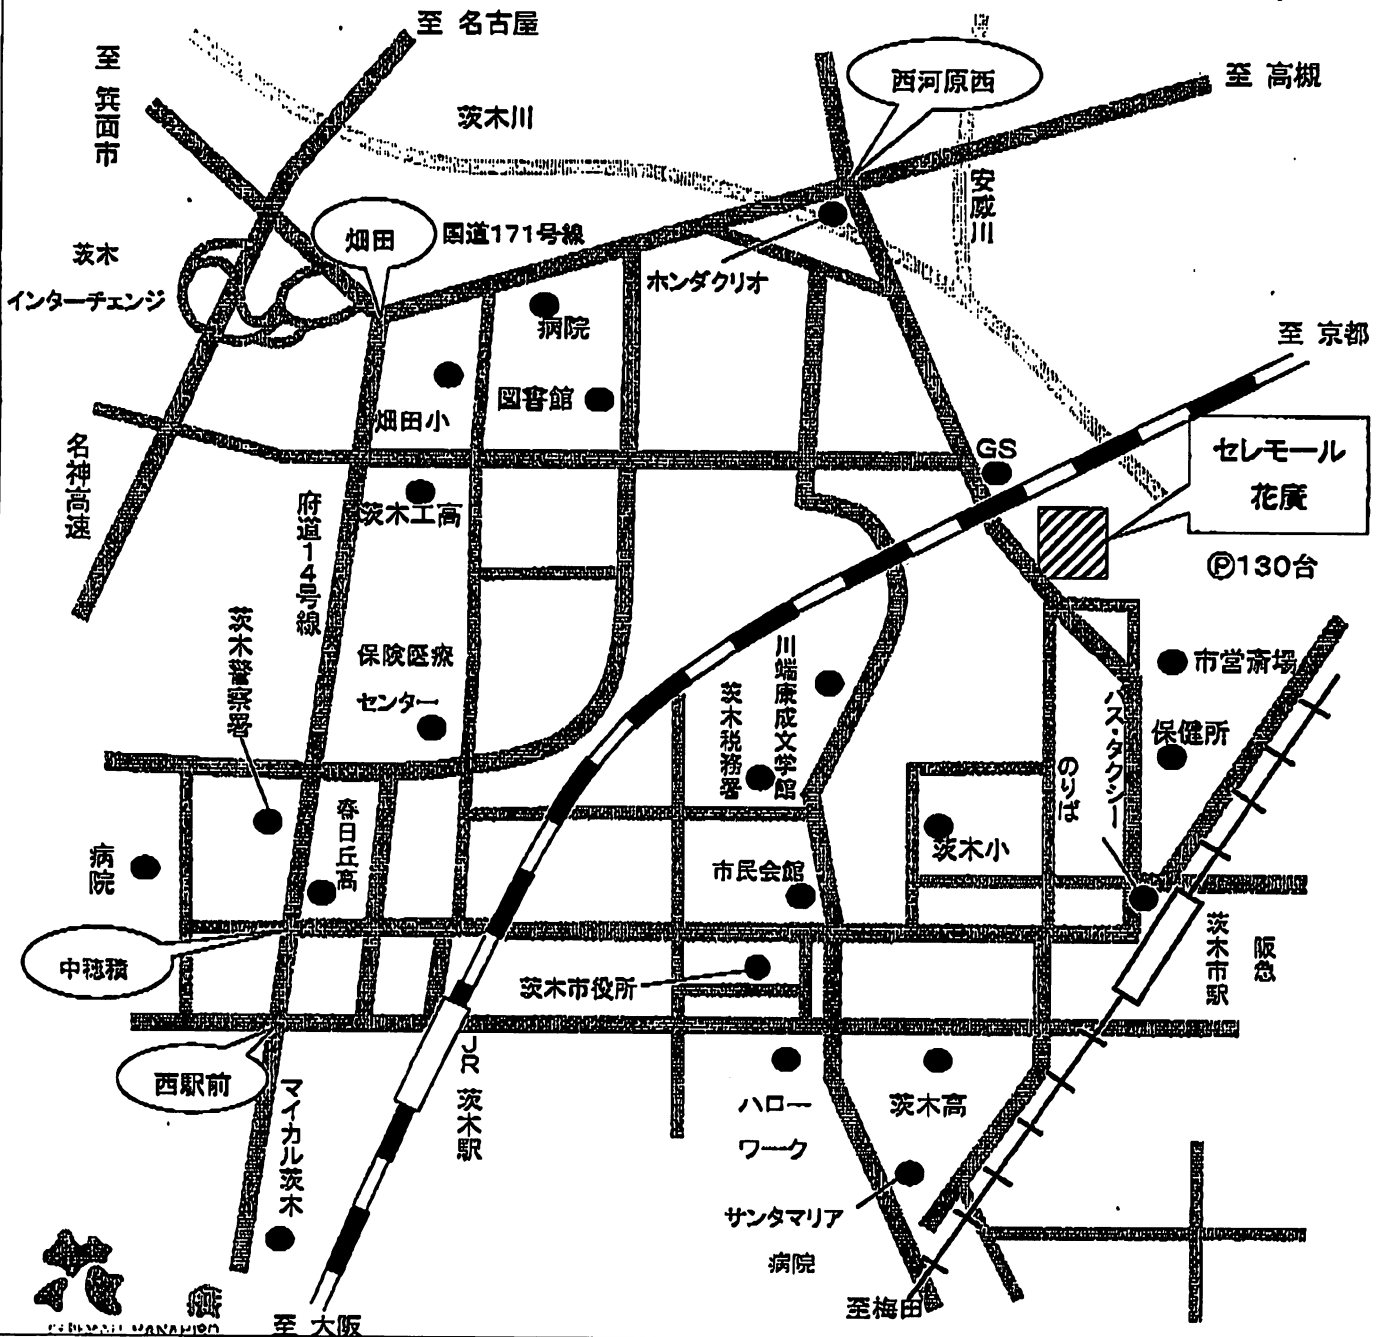 至 名古屋
至 箕面市
茨木川
西河原西
至 高槻
安威川
茨木
インターチェンジ
畑田
国道171号線
ホンダクリオ
病院
至 京都
図書館
畑田小
GS
セレモール
花廣
名神高速
茨木工高
府道14号線
Ⓟ130台
茨木警察署
保険医療
センター
川端康成文学館
茨木税務署
市営斎場
保健所
バス・タクシー
のりば
春日丘高
病院
茨木小
市民会館
中穂積
茨木市役所
阪急
茨木市駅
西駅前
JR 茨木駅
マイカル茨木
ハロー
ワーク
茨木高
サンタマリア
病院
至梅田
至 大阪